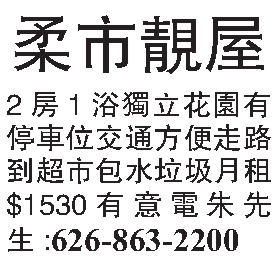 柔市靚屋
2房1浴獨立花園有
停車位交通方便走路
到超市包水垃圾月租
$1530有意電朱先
生:626-863-2200